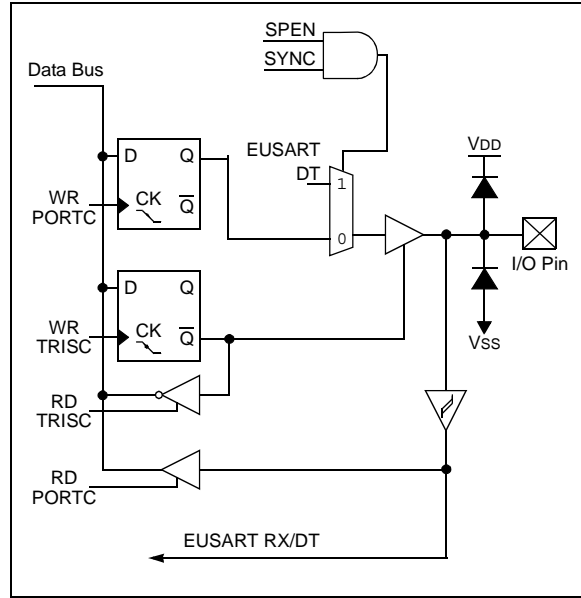 SPEN
SYNC
Data Bus
D Q
CK Q
WR
PORTC
EUSART
DT
1
0
VDD
I/O Pin
VSS
D Q
CK Q
WR
TRISC
RD
TRISC
RD
PORTC
EUSART RX/DT